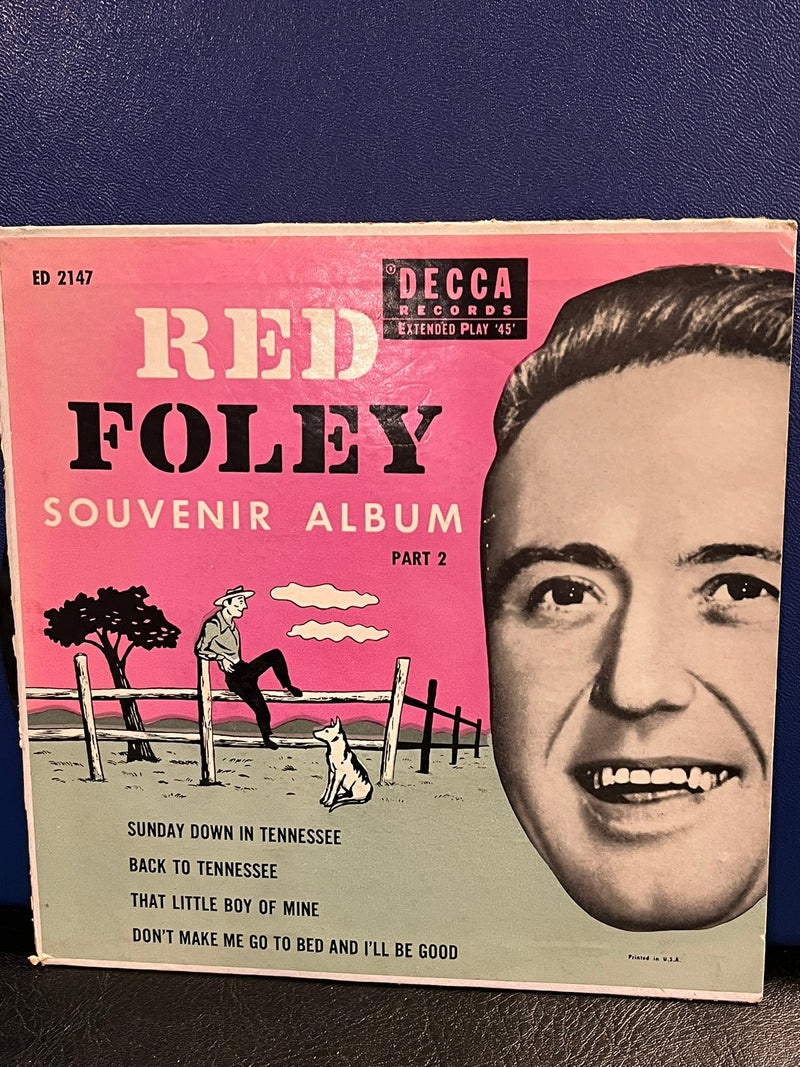 ED 2147
DECCA
RECORDS
EXTENDED PLAY '45'
RED
FOLEY
SOUVENIR ALBUM
PART 2
SUNDAY DOWN IN TENNESSEE
BACK TO TENNESSEE
THAT LITTLE BOY OF MINE
DON'T MAKE ME GO TO BED AND I'LL BE GOOD
Printed in U.S.A.